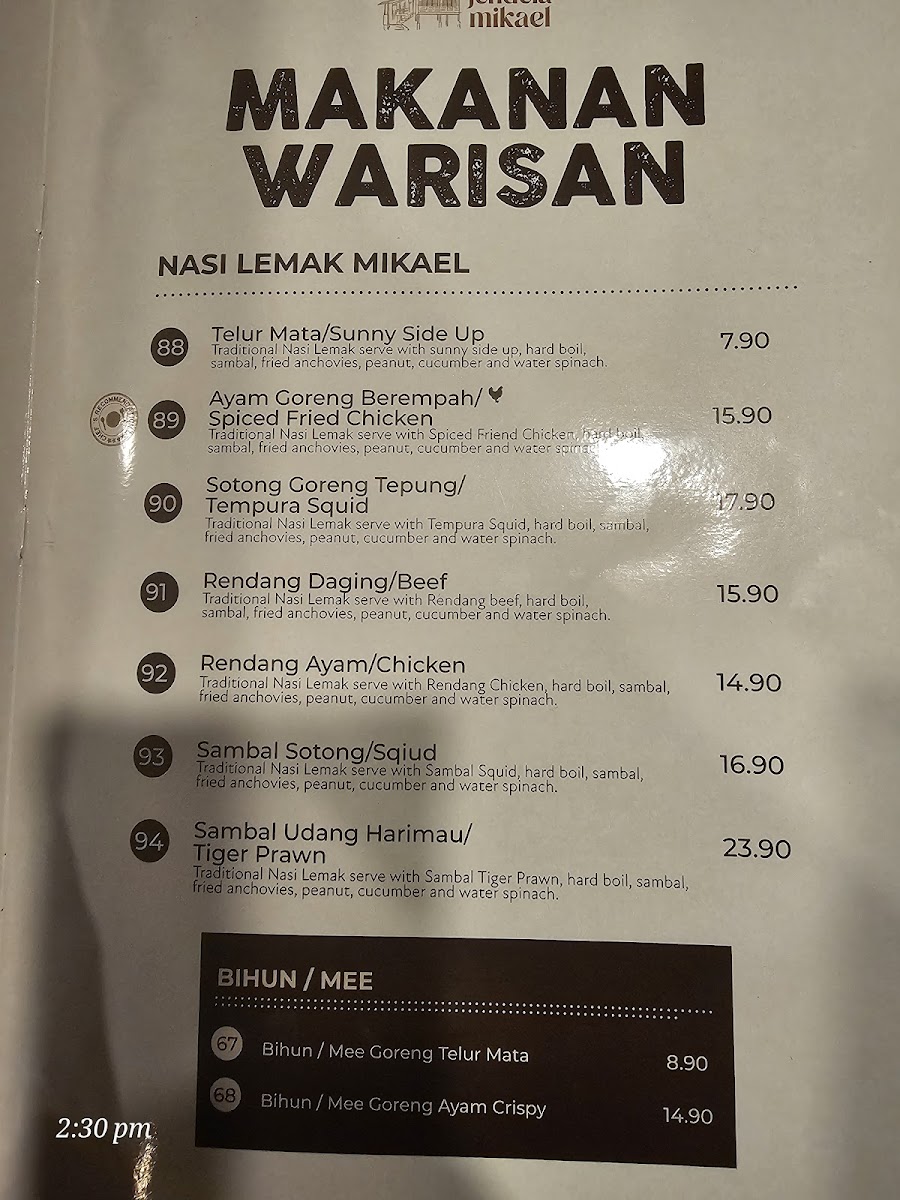 mikael
MAKANAN
WARISAN
NASI LEMAK MIKAEL
88 Telur Mata/Sunny Side Up 7.90
Traditional Nasi Lemak serve with sunny side up, hard boil,
sambal, fried anchovies, peanut, cucumber and water spinach.
Ayam Goreng Berempah/
89 Spiced Fried Chicken 15.90
Traditional Nasi Lemak serve with Spiced Friend Chicken, hard boil,
sambal, fried anchovies, peanut, cucumber and water
Sotong Goreng Tepung/
90 Tempura Squid 17.90
Traditional Nasi Lemak serve with Tempura Squid, hard boil, sambal,
fried anchovies, peanut, cucumber and water spinach.
91 Rendang Daging/Beef 15.90
Traditional Nasi Lemak serve with Rendang beef, hard boil,
sambal, fried anchovies, peanut, cucumber and water spinach.
92 Rendang Ayam/Chicken 14.90
Traditional Nasi Lemak serve with Rendang Chicken, hard boil, sambal,
fried anchovies, peanut, cucumber and water spinach.
93 Sambal Sotong/Sqiud 16.90
Traditional Nasi Lemak serve with Sambal Squid, hard boil, sambal,
fried anchovies, peanut, cucumber and water spinach.
94 Sambal Udang Harimau/ 23.90
Tiger Prawn
Traditional Nasi Lemak serve with Sambal Tiger Prawn, hard boil, sambal,
fried anchovies, peanut, cucumber and water spinach.
BIHUN / MEE
67 Bihun / Mee Goreng Telur Mata 8.90
68 Bihun / Mee Goreng Ayam Crispy 14.90
2:30 pm